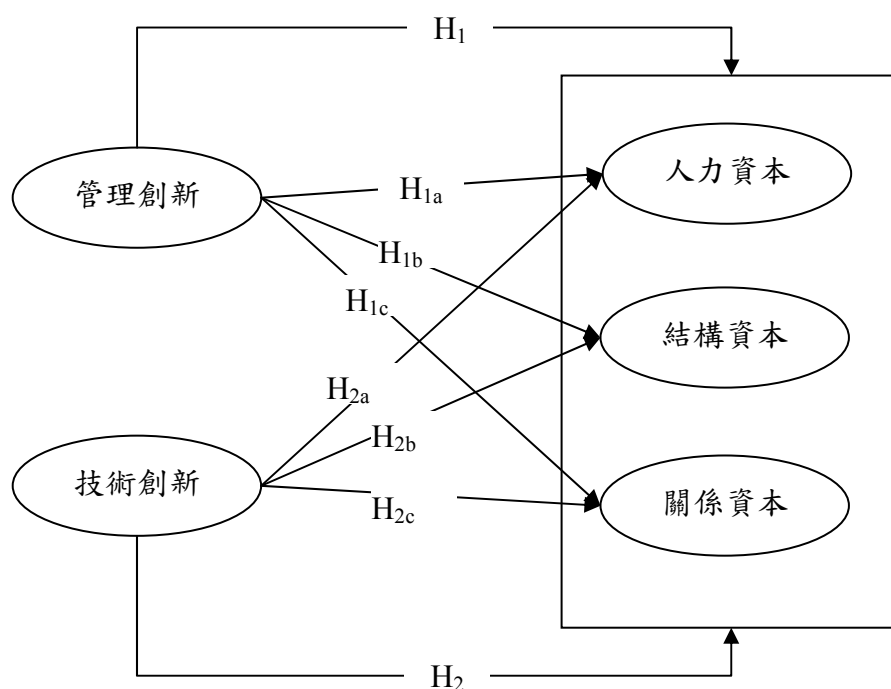 H₁
人力資本
管理創新
H₁ₐ
H₁b
H₁c
結構資本
H₂ₐ
H₂b
技術創新
H₂c
關係資本
H₂